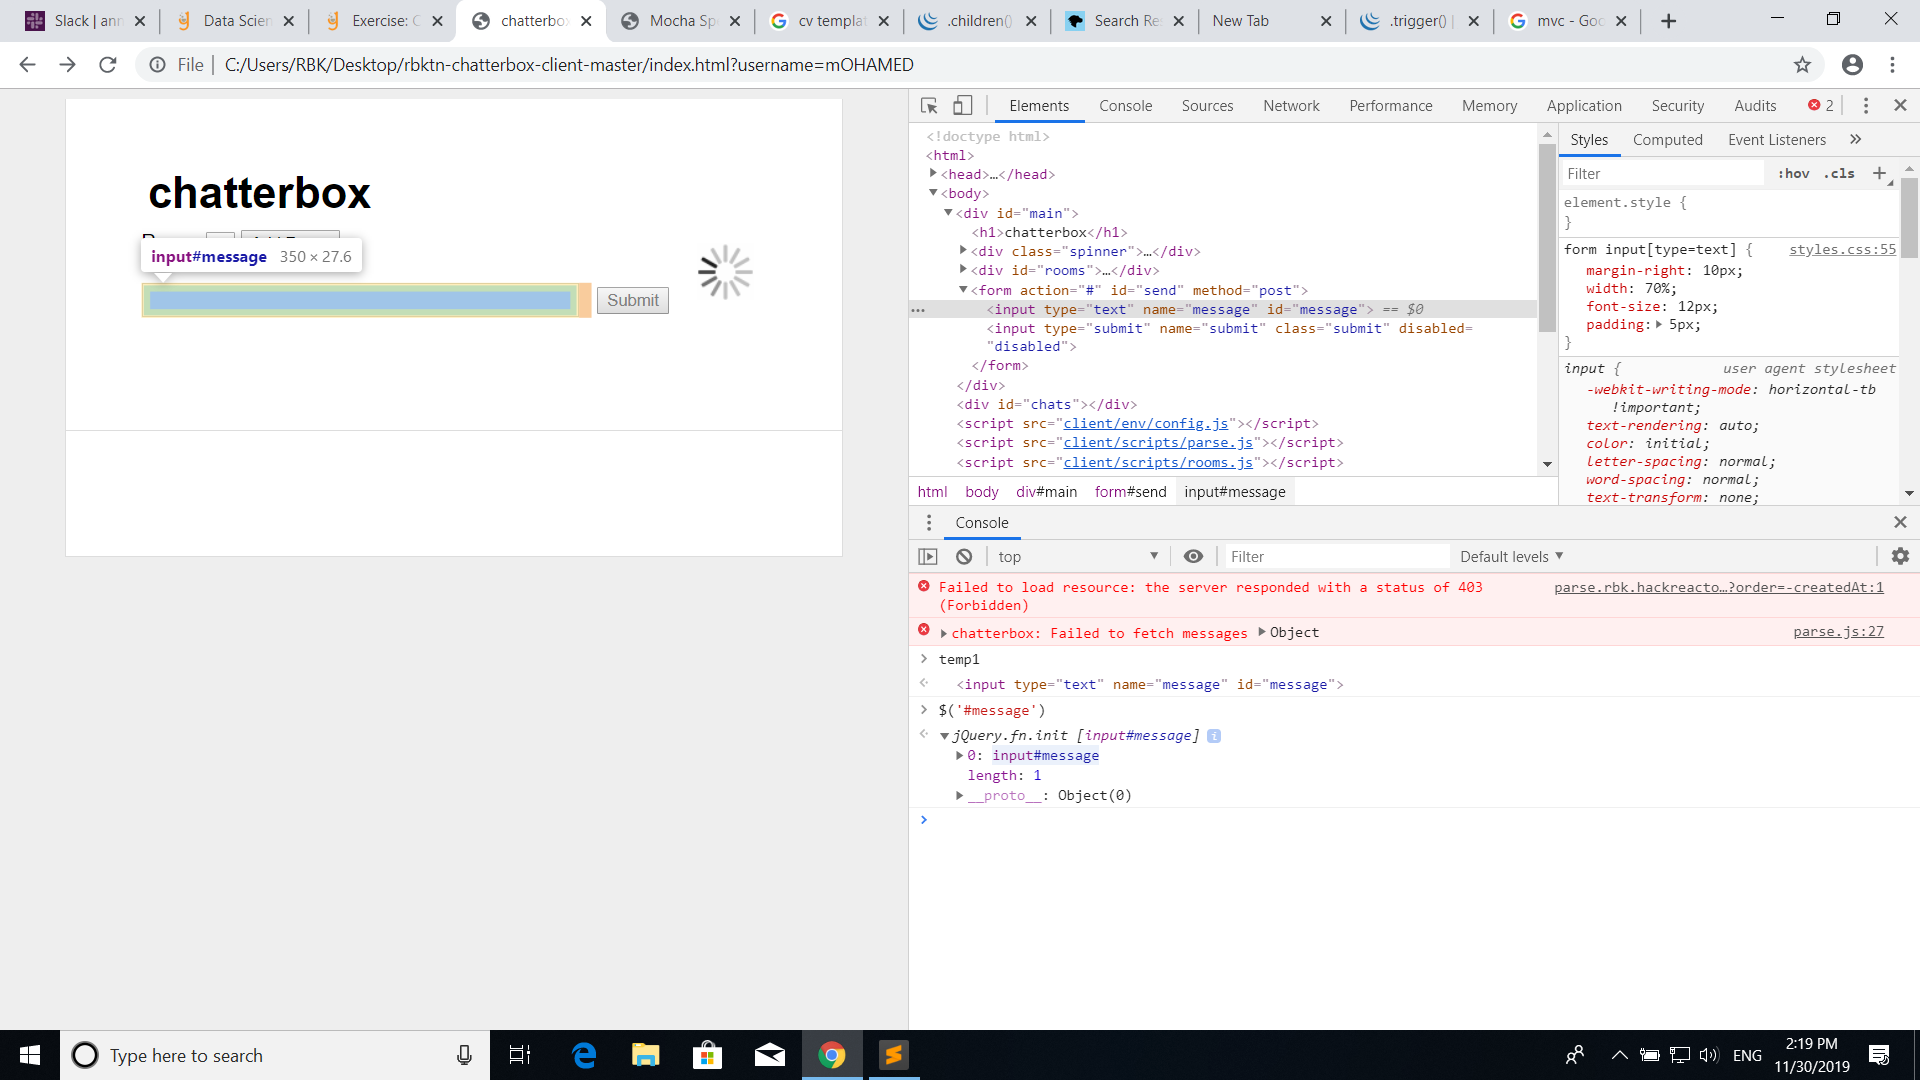 Slack | ann
Data Scien
Exercise: C
chatterbox
Mocha Spe
cv templat
.children()
Search Res
New Tab
.trigger() |
mvc - Goo
File
C:/Users/RBK/Desktop/rbktn-chatterbox-client-master/index.html?username=mOHAMED
chatterbox
input#message 350 × 27.6
Submit
Elements Console Sources Network Performance Memory Application Security Audits 2
<!doctype html>
<html>
<head>…</head>
<body>
<div id="main">
<h1>chatterbox</h1>
<div class="spinner">…</div>
<div id="rooms">…</div>
<form action="#" id="send" method="post">
<input type="text" name="message" id="message"> == $0
<input type="submit" name="submit" class="submit" disabled=
"disabled">
</form>
</div>
<div id="chats"></div>
<script src="client/env/config.js"></script>
<script src="client/scripts/parse.js"></script>
<script src="client/scripts/rooms.js"></script>
html body div#main form#send input#message
Styles Computed Event Listeners »
Filter :hov .cls +
element.style {
}
form input[type=text] { styles.css:55
margin-right: 10px;
width: 70%;
font-size: 12px;
padding: 5px;
}
input { user agent stylesheet
-webkit-writing-mode: horizontal-tb
!important;
text-rendering: auto;
color: initial;
letter-spacing: normal;
word-spacing: normal;
text-transform: none;
Console
top Filter Default levels
Failed to load resource: the server responded with a status of 403 parse.rbk.hackreacto…?order=-createdAt:1
(Forbidden)
chatterbox: Failed to fetch messages Object parse.js:27
temp1
<input type="text" name="message" id="message">
$('#message')
jQuery.fn.init [input#message]
0: input#message
length: 1
__proto__: Object(0)
Type here to search
ENG
2:19 PM
11/30/2019